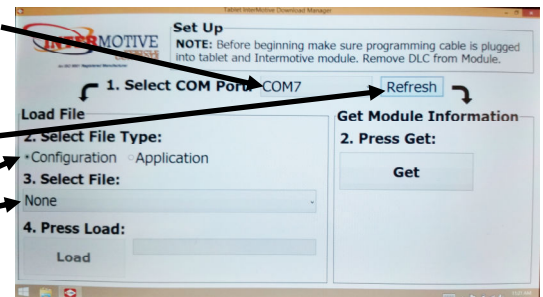 Tablet InterMotive Download Manager
INTERMOTIVE
Set Up
NOTE: Before beginning make sure programming cable is plugged
into tablet and Intermotive module. Remove DLC from Module.
1. Select COM Port: COM7 Refresh
Load File
2. Select File Type:
Configuration Application
3. Select File:
None
4. Press Load:
Load
Get Module Information
2. Press Get:
Get